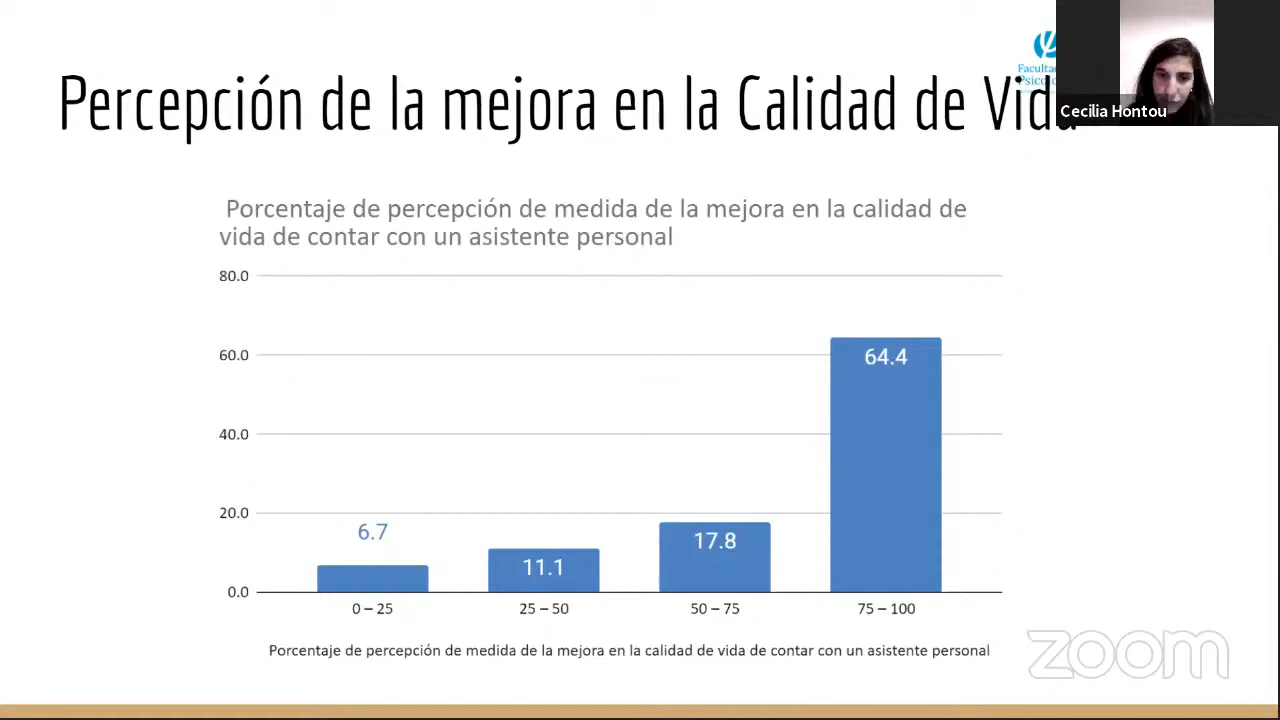 Percepción de la mejora en la Calidad de Vida
Cecilia Hontou
Porcentaje de percepción de medida de la mejora en la calidad de
vida de contar con un asistente personal
80.0
60.0
40.0
20.0
0.0
6.7
11.1
17.8
64.4
0 – 25
25 – 50
50 – 75
75 – 100
Porcentaje de percepción de medida de la mejora en la calidad de vida de contar con un asistente personal
zoom